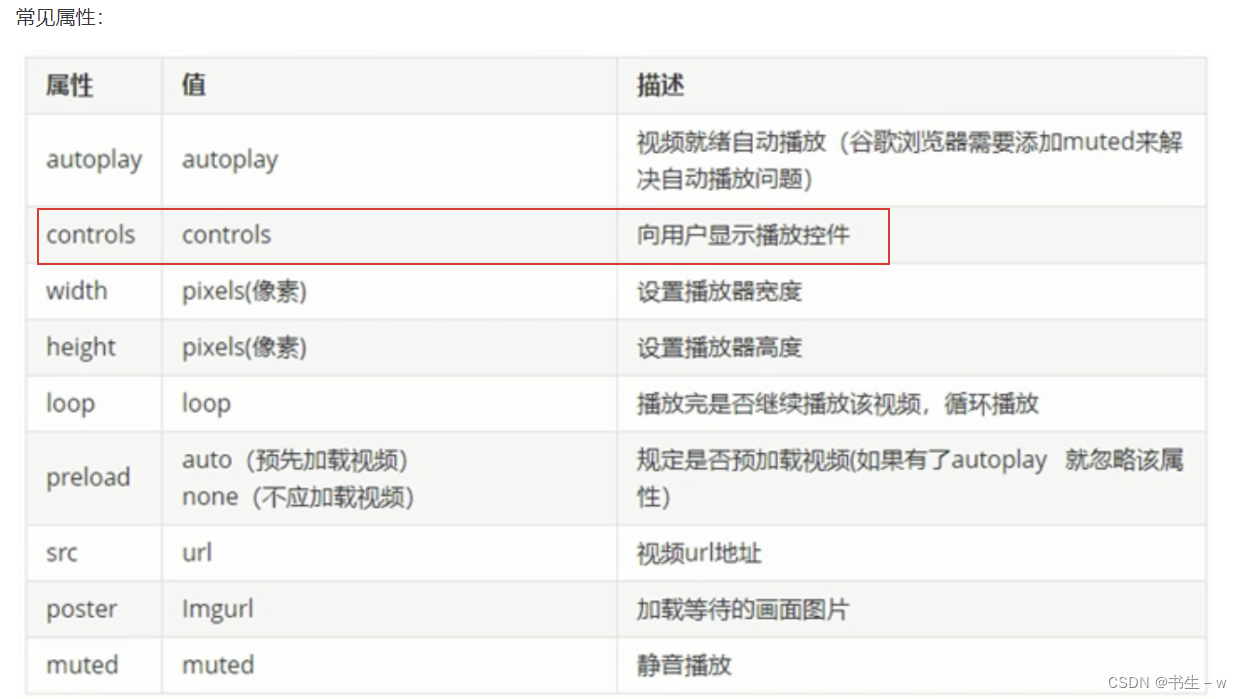 常见属性：
属性 值 描述
autoplay autoplay 视频就绪自动播放（谷歌浏览器需要添加muted来解
决自动播放问题）
controls controls 向用户显示播放控件
width pixels(像素) 设置播放器宽度
height pixels(像素) 设置播放器高度
loop loop 播放完是否继续播放该视频，循环播放
preload auto（预先加载视频） 规定是否预加载视频(如果有了autoplay 就忽略该属
none（不应加载视频） 性）
src url 视频url地址
poster Imgurl 加载等待的画面图片
muted muted 静音播放
CSDN @书生－w